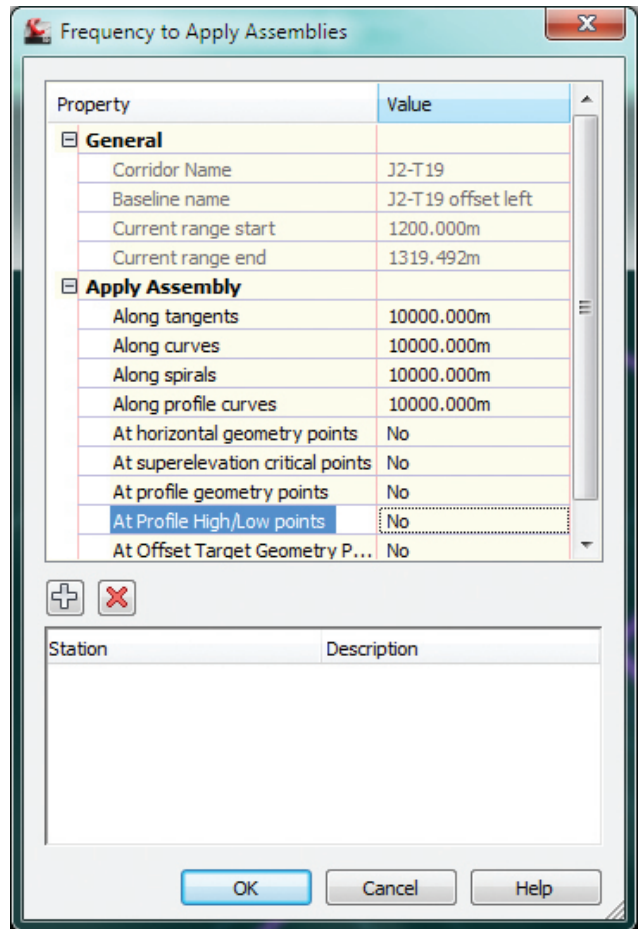 Frequency to Apply Assemblies
Property Value
General
Corridor Name J2-T19
Baseline name J2-T19 offset left
Current range start 1200.000m
Current range end 1319.492m
Apply Assembly
Along tangents 10000.000m
Along curves 10000.000m
Along spirals 10000.000m
Along profile curves 10000.000m
At horizontal geometry points No
At superelevation critical points No
At profile geometry points No
At Profile High/Low points No
At Offset Target Geometry P... No
Station Description
OK Cancel Help